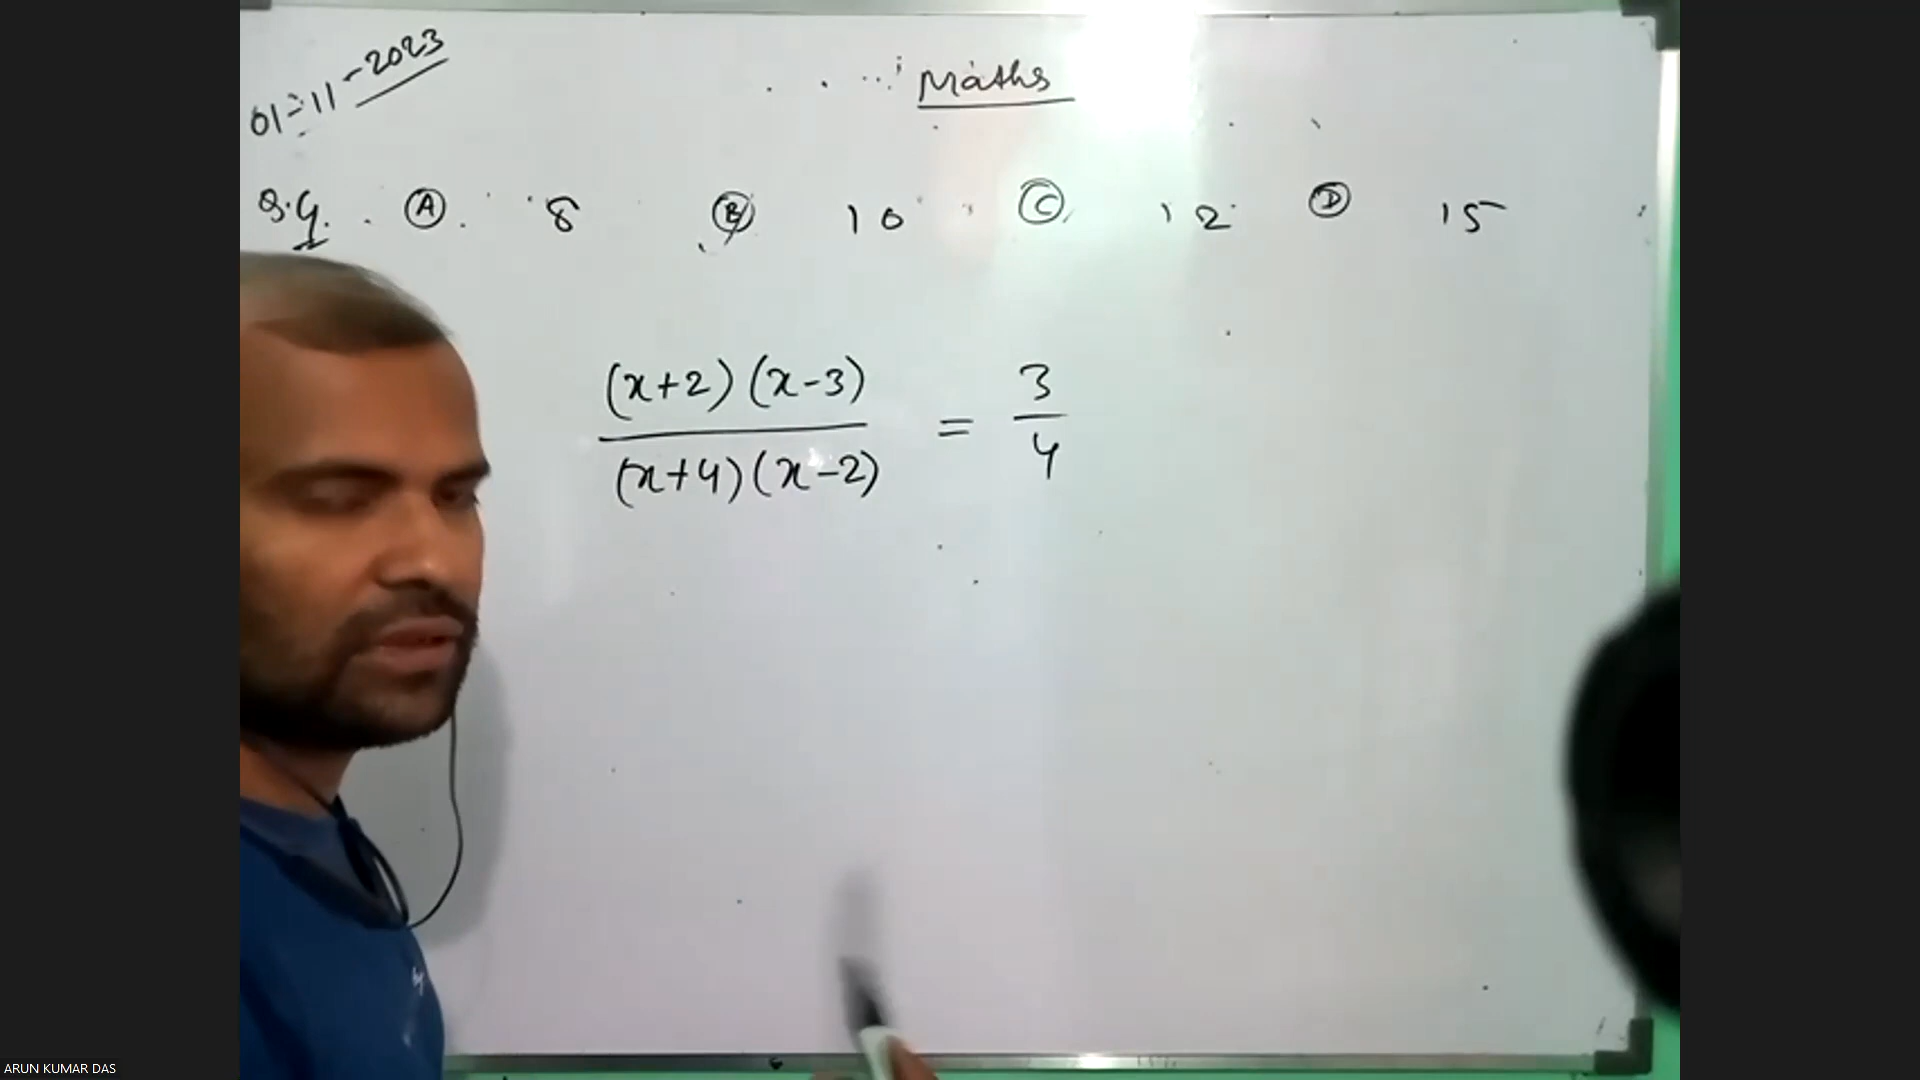 01-11-2023
Maths
Q.9. A 8 B 10 C 12 D 15
(x+2)(x-3)
(x+4)(x-2)
=
3
4
ARUN KUMAR DAS